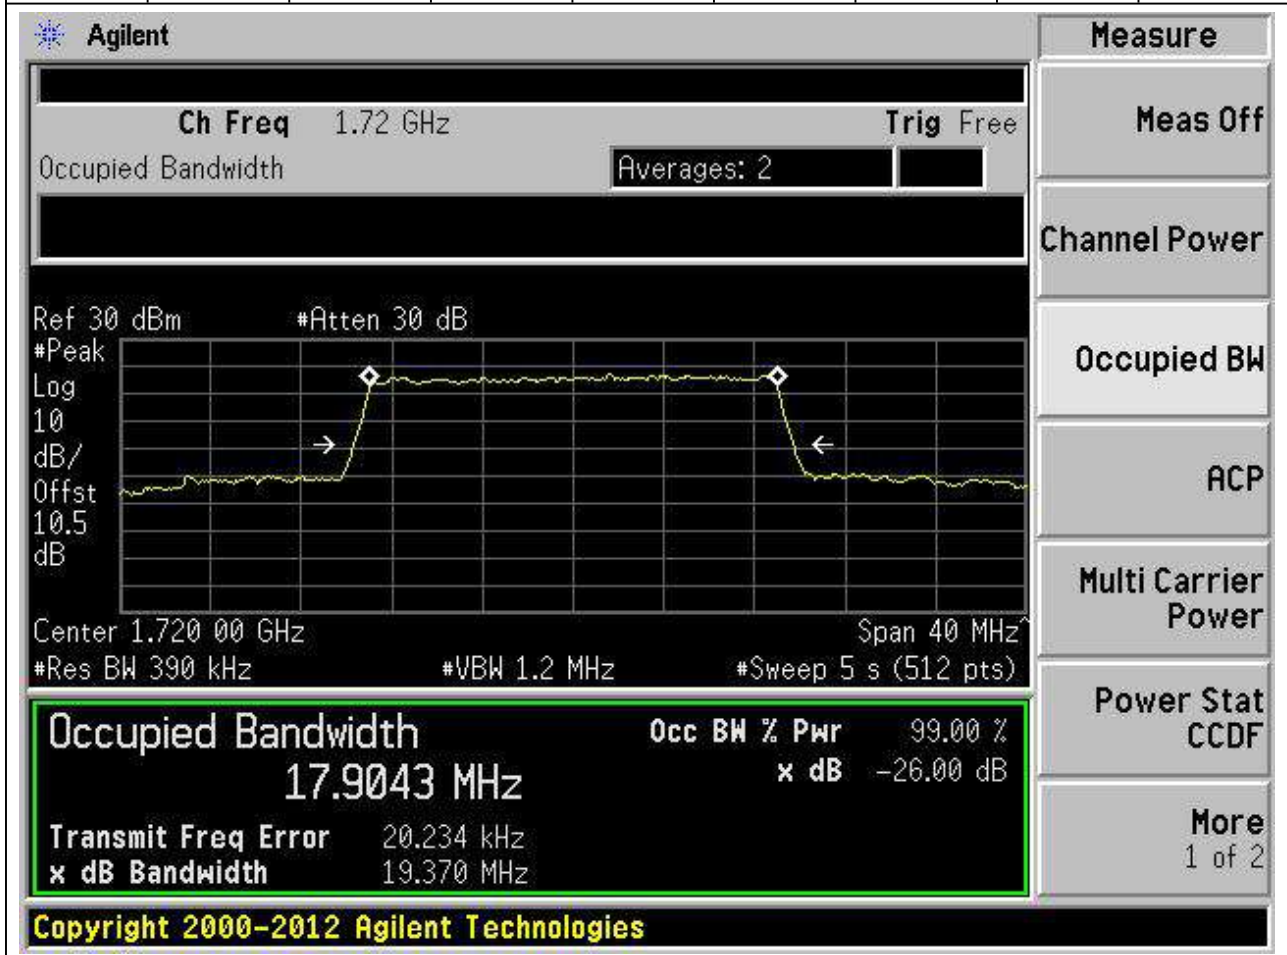 Agilent
Measure
Ch Freq 1.72 GHz Trig Free
Occupied Bandwidth Averages: 2
Meas Off
Channel Power
Ref 30 dBm #Atten 30 dB
#Peak
Log
10
dB/
Offst
10.5
dB
Occupied BW
ACP
Center 1.720 00 GHz Span 40 MHz^
#Res BW 390 kHz #VBW 1.2 MHz #Sweep 5 s (512 pts)
Multi Carrier
Power
Occupied Bandwidth Occ BW % Pwr 99.00 %
17.9043 MHz x dB -26.00 dB
Transmit Freq Error 20.234 kHz
x dB Bandwidth 19.370 MHz
Power Stat
CCDF
More
1 of 2
Copyright 2000-2012 Agilent Technologies